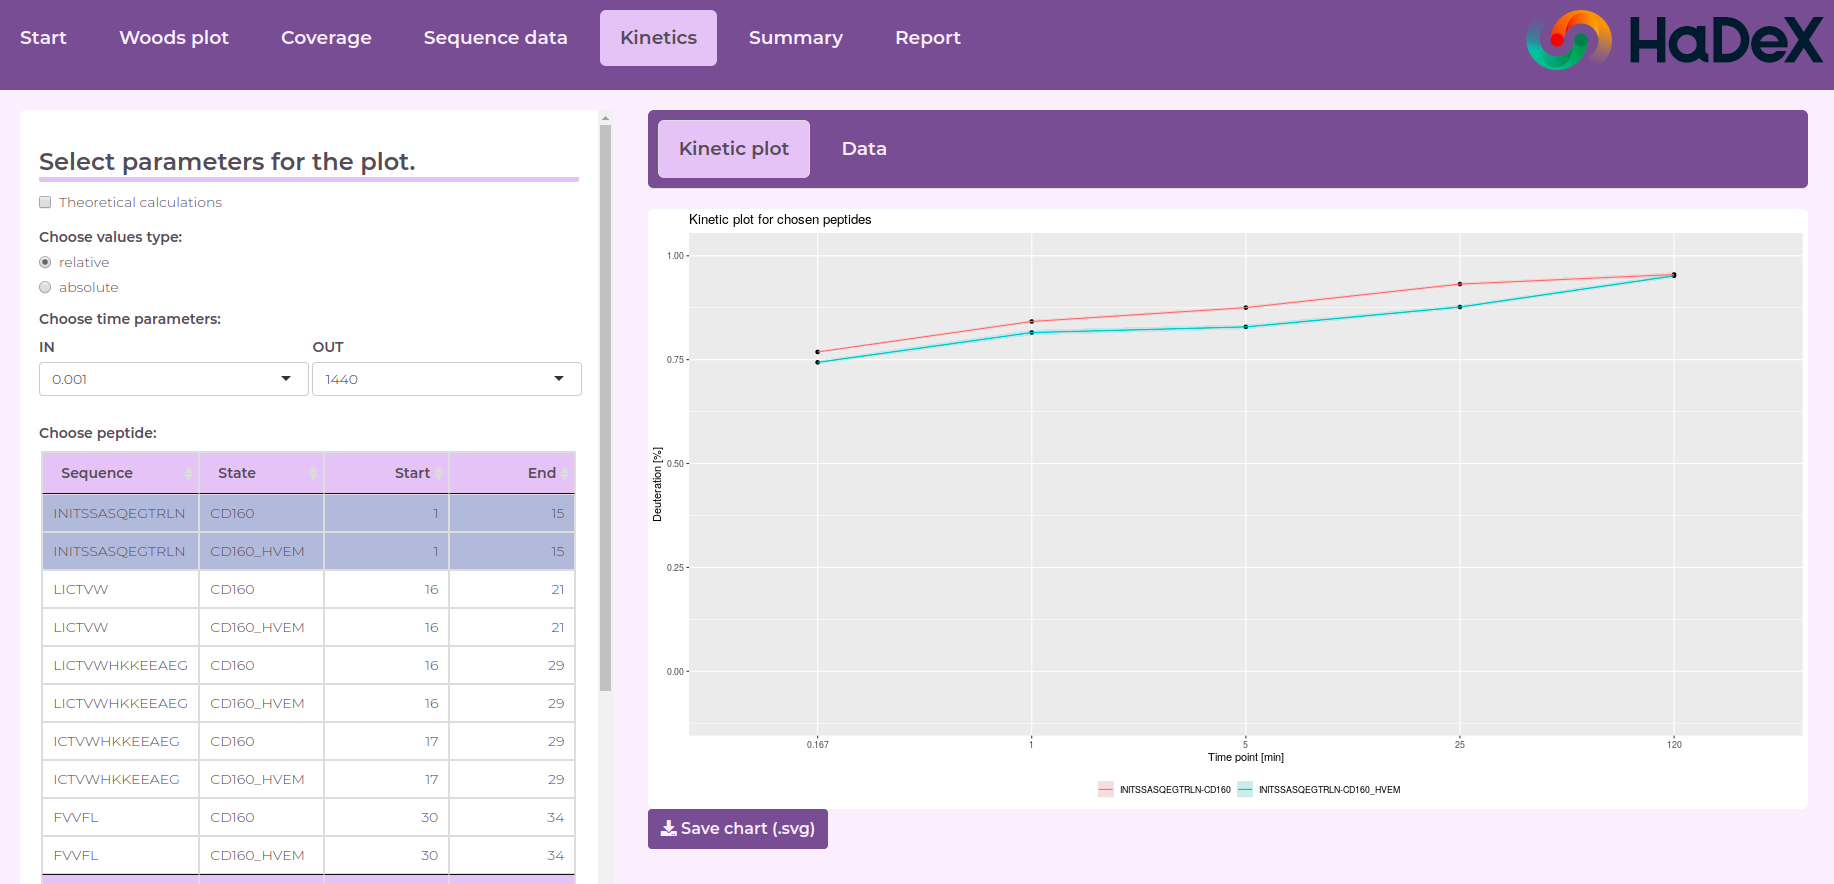 Start Woods plot Coverage Sequence data Kinetics Summary Report HaDeX
Select parameters for the plot.
Theoretical calculations
Choose values type:
relative
absolute
Choose time parameters:
IN OUT
0.001 1440
Choose peptide:
Sequence State Start End
INITSSASQEGTRLN CD160 1 15
INITSSASQEGTRLN CD160_HVEM 1 15
LICTVW CD160 16 21
LICTVW CD160_HVEM 16 21
LICTVWHKKEEAEG CD160 16 29
LICTVWHKKEEAEG CD160_HVEM 16 29
ICTVWHKKEEAEG CD160 17 29
ICTVWHKKEEAEG CD160_HVEM 17 29
FVVFL CD160 30 34
FVVFL CD160_HVEM 30 34
Kinetic plot Data
Kinetic plot for chosen peptides
1.00
0.75
0.50
0.25
0.00
Deuteration [%]
0.167 1 5 25 120
Time point [min]
INITSSASQEGTRLN-CD160 INITSSASQEGTRLN-CD160_HVEM
Save chart (.svg)